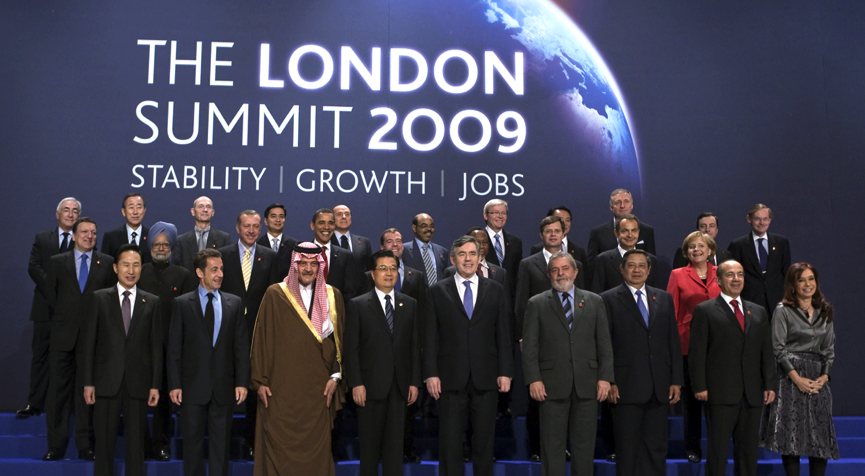 THE LONDON
SUMMIT 2009
STABILITY | GROWTH | JOBS